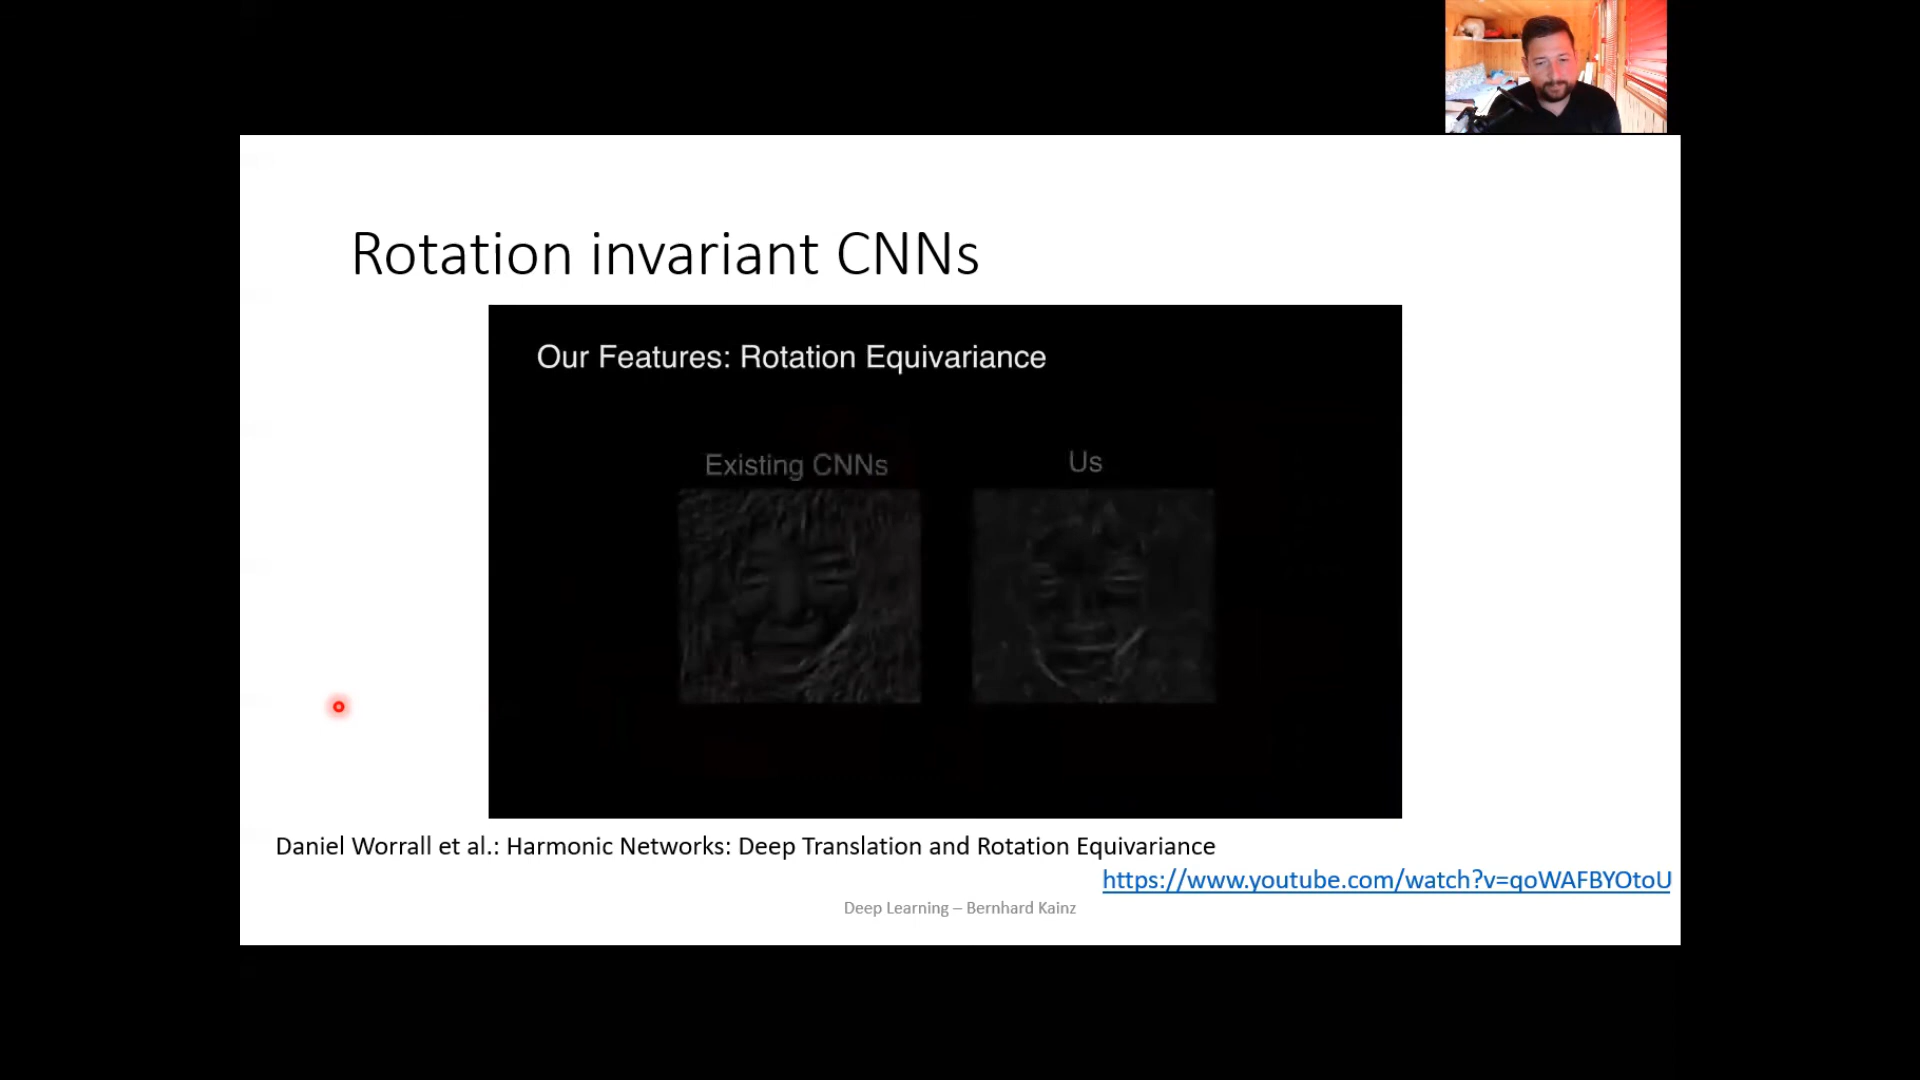 Rotation invariant CNNs
Our Features: Rotation Equivariance
Existing CNNs
Us
Daniel Worrall et al.: Harmonic Networks: Deep Translation and Rotation Equivariance
https://www.youtube.com/watch?v=qoWAFBYOtoU
Deep Learning – Bernhard Kainz